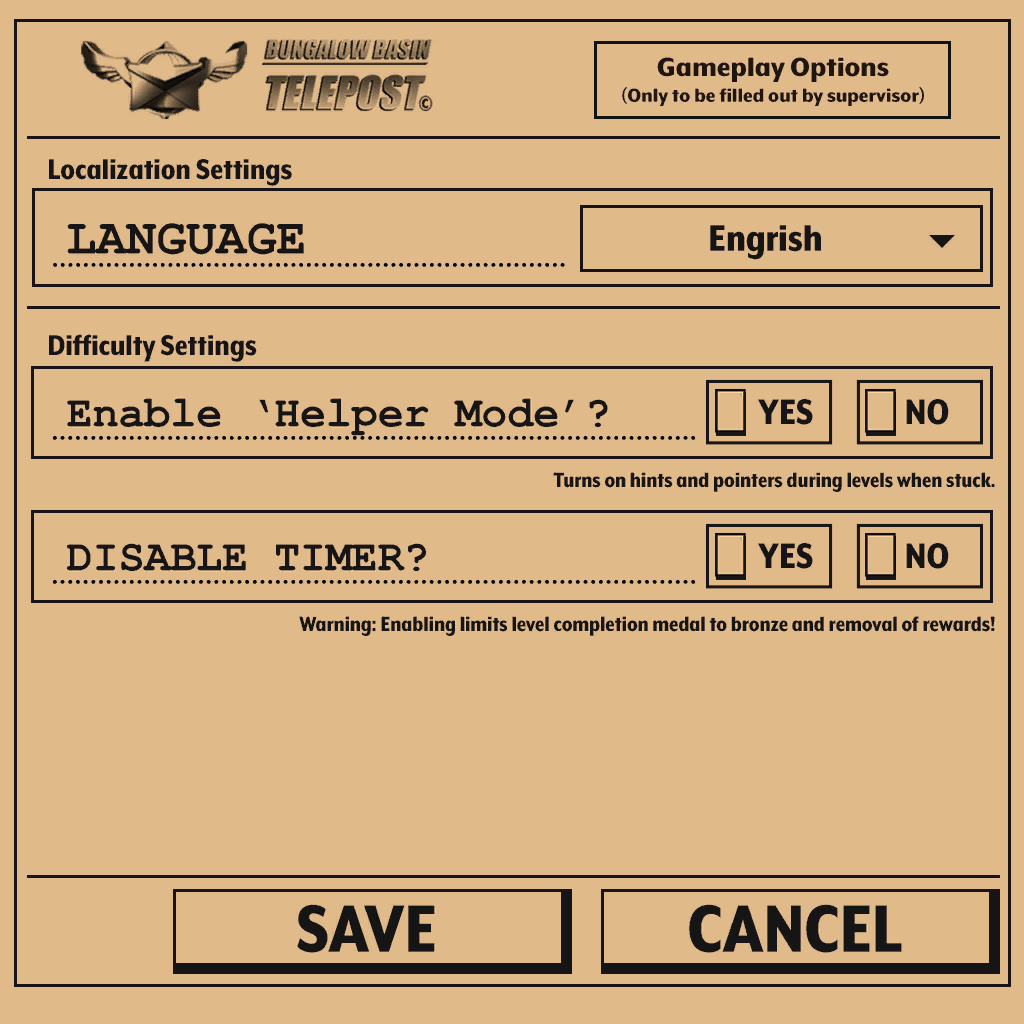 BUNGALOW BASIN
TELEPOST©
Gameplay Options
(Only to be filled out by supervisor)
Localization Settings
LANGUAGE
Engrish
Difficulty Settings
Enable ‘Helper Mode’?
YES
NO
Turns on hints and pointers during levels when stuck.
DISABLE TIMER?
YES
NO
Warning: Enabling limits level completion medal to bronze and removal of rewards!
SAVE
CANCEL